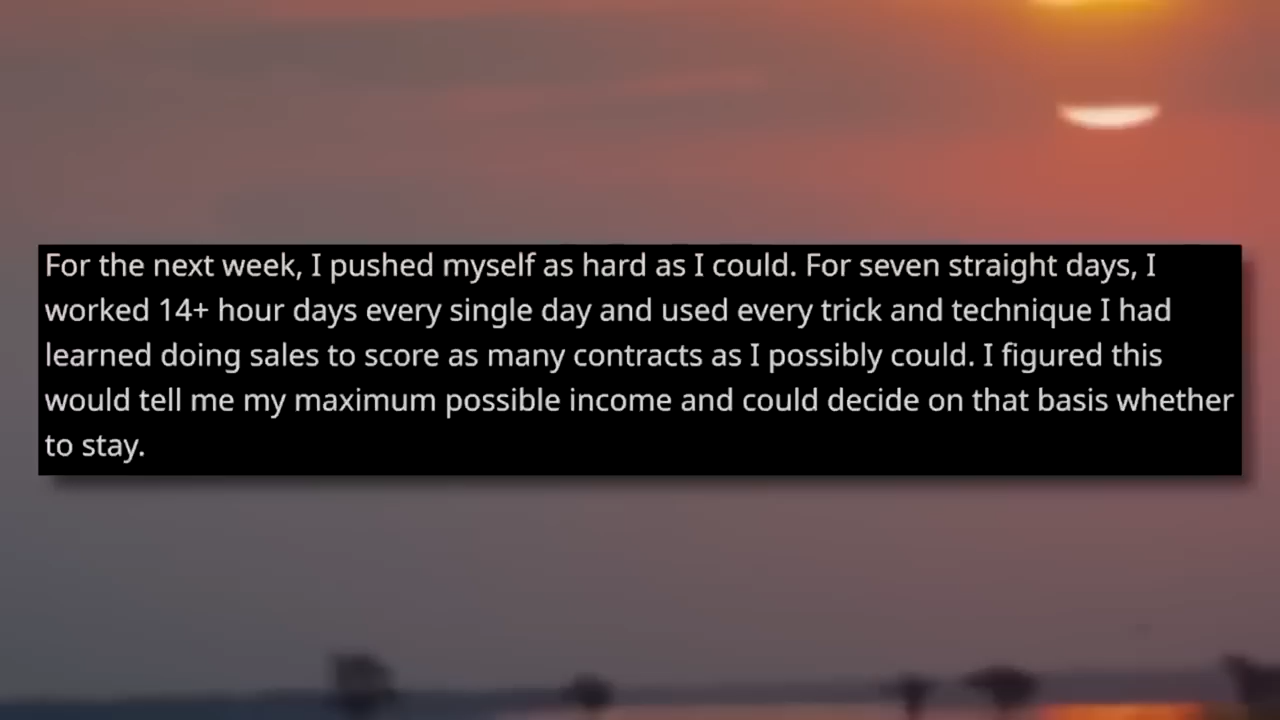 For the next week, I pushed myself as hard as I could. For seven straight days, I
worked 14+ hour days every single day and used every trick and technique I had
learned doing sales to score as many contracts as I possibly could. I figured this
would tell me my maximum possible income and could decide on that basis whether
to stay.